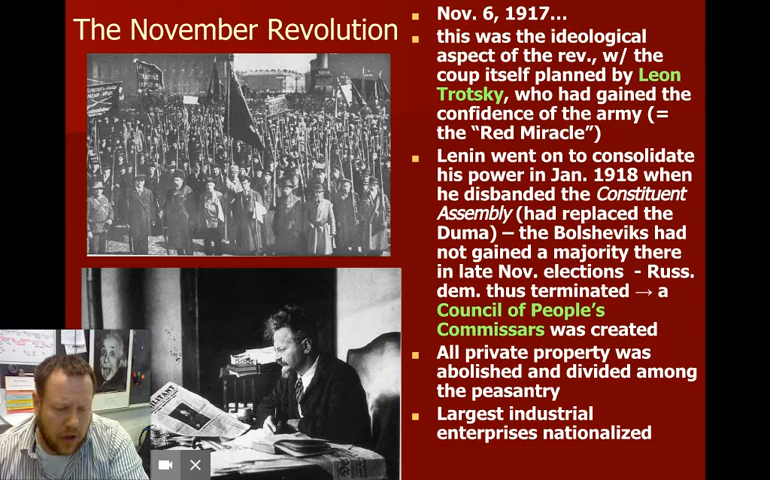 The November Revolution
Nov. 6, 1917…
this was the ideological
aspect of the rev., w/ the
coup itself planned by Leon
Trotsky, who had gained the
confidence of the army (=
the “Red Miracle”)
Lenin went on to consolidate
his power in Jan. 1918 when
he disbanded the Constituent
Assembly (had replaced the
Duma) – the Bolsheviks had
not gained a majority there
in late Nov. elections - Russ.
dem. thus terminated → a
Council of People’s
Commissars was created
All private property was
abolished and divided among
the peasantry
Largest industrial
enterprises nationalized
MILITANT